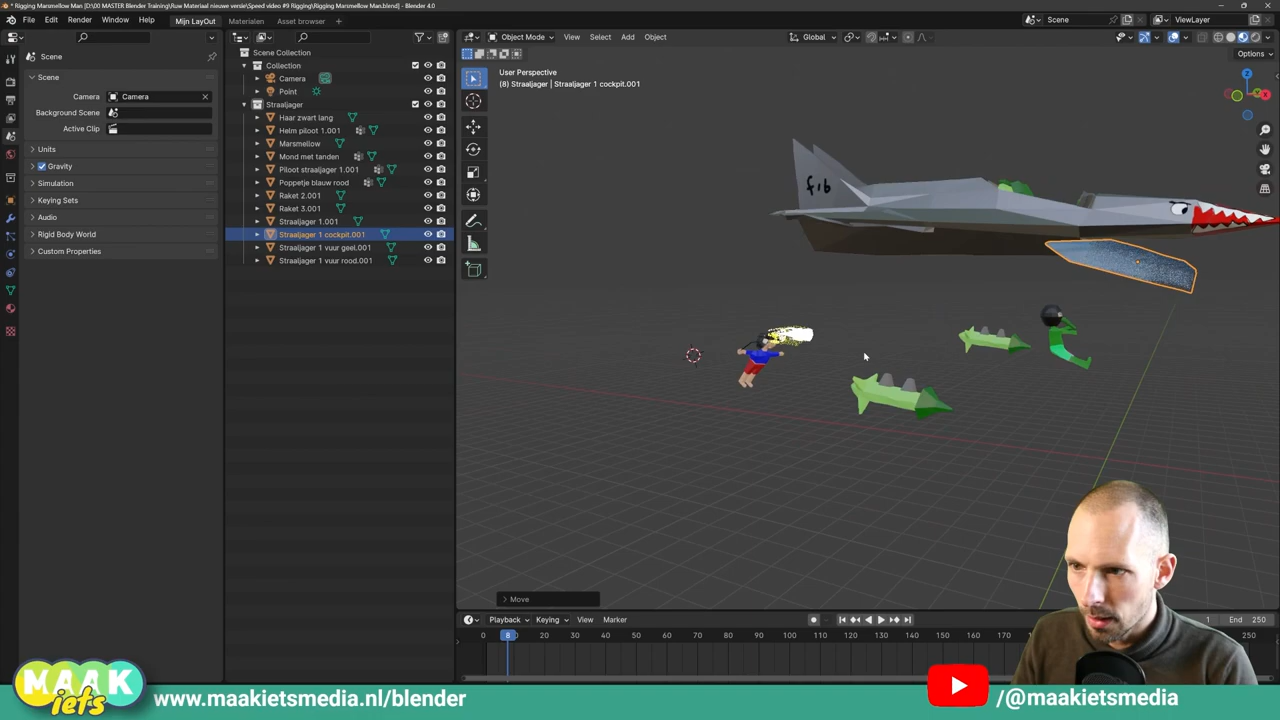 * Rigging Marsmellow Man [D:\00 MASTER Blender Training\Ruw Materiaal nieuwe versie\Speed video #9 Rigging\Rigging Marsmellow Man.blend] - Blender 4.0
File Edit Render Window Help Mijn LayOut Materialen Asset browser + Scene ViewLayer
Object Mode View Select Add Object Global Options
Scene
Scene
Camera Camera
Background Scene
Active Clip
Units
Gravity
Simulation
Keying Sets
Audio
Rigid Body World
Custom Properties
Scene Collection
Collection
Camera
Point
Straaljager
Haar zwart lang
Helm piloot 1.001
Marsmellow
Mond met tanden
Piloot straaljager 1.001
Poppetje blauw rood
Raket 2.001
Raket 3.001
Straaljager 1.001
Straaljager 1 cockpit.001
Straaljager 1 vuur geel.001
Straaljager 1 vuur rood.001
User Perspective
(8) Straaljager | Straaljager 1 cockpit.001
Z
X
f16
Move
Playback Keying View Marker 1 End 250
0 8 10 20 30 40 50 60 70 80 90 100 110 120 130 140 150 160 170 250
MAAK
iets
www.maakietsmedia.nl/blender
/@maakietsmedia